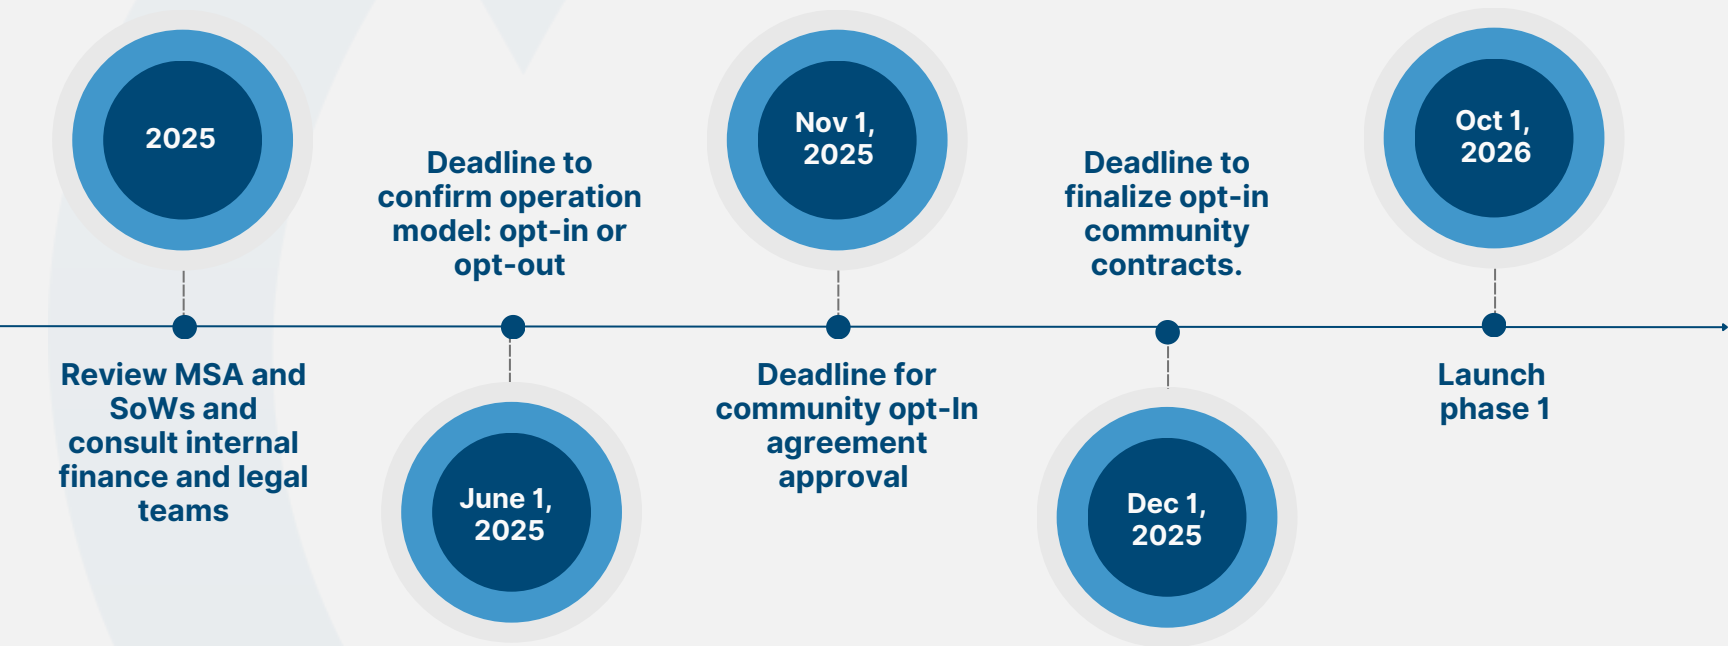 2025
Review MSA and
SoWs and
consult internal
finance and legal
teams
Deadline to
confirm operation
model: opt-in or
opt-out
June 1,
2025
Nov 1,
2025
Deadline for
community opt-In
agreement
approval
Deadline to
finalize opt-in
community
contracts.
Dec 1,
2025
Oct 1,
2026
Launch
phase 1